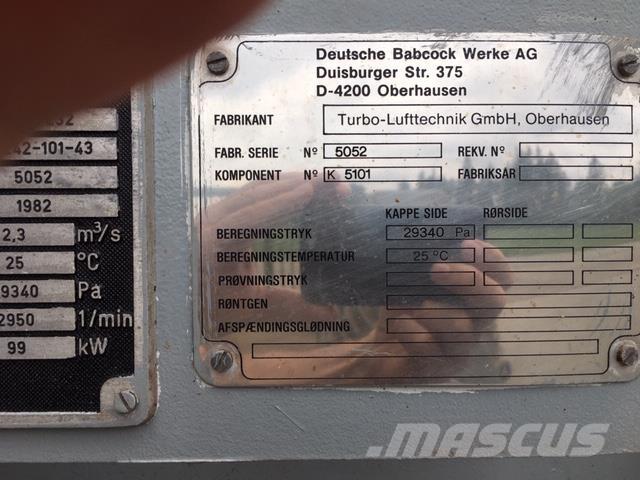 42-101-43
5052
1982
2,3 m³/s
25 °C
9340 Pa
2950 1/min
99 kW
Deutsche Babcock Werke AG
Duisburger Str. 375
D-4200 Oberhausen
FABRIKANT Turbo-Lufttechnik GmbH, Oberhausen
FABR. SERIE Nº 5052 REKV. Nº
KOMPONENT Nº K 5101 FABRIKSÅR
KAPPE SIDE RØRSIDE
BEREGNINGSTRYK 29340 Pa
BEREGNINGSTEMPERATUR 25 °C
PRØVNINGSTRYK
RØNTGEN
AFSPÆNDINGSGLØDNING
MASCUS